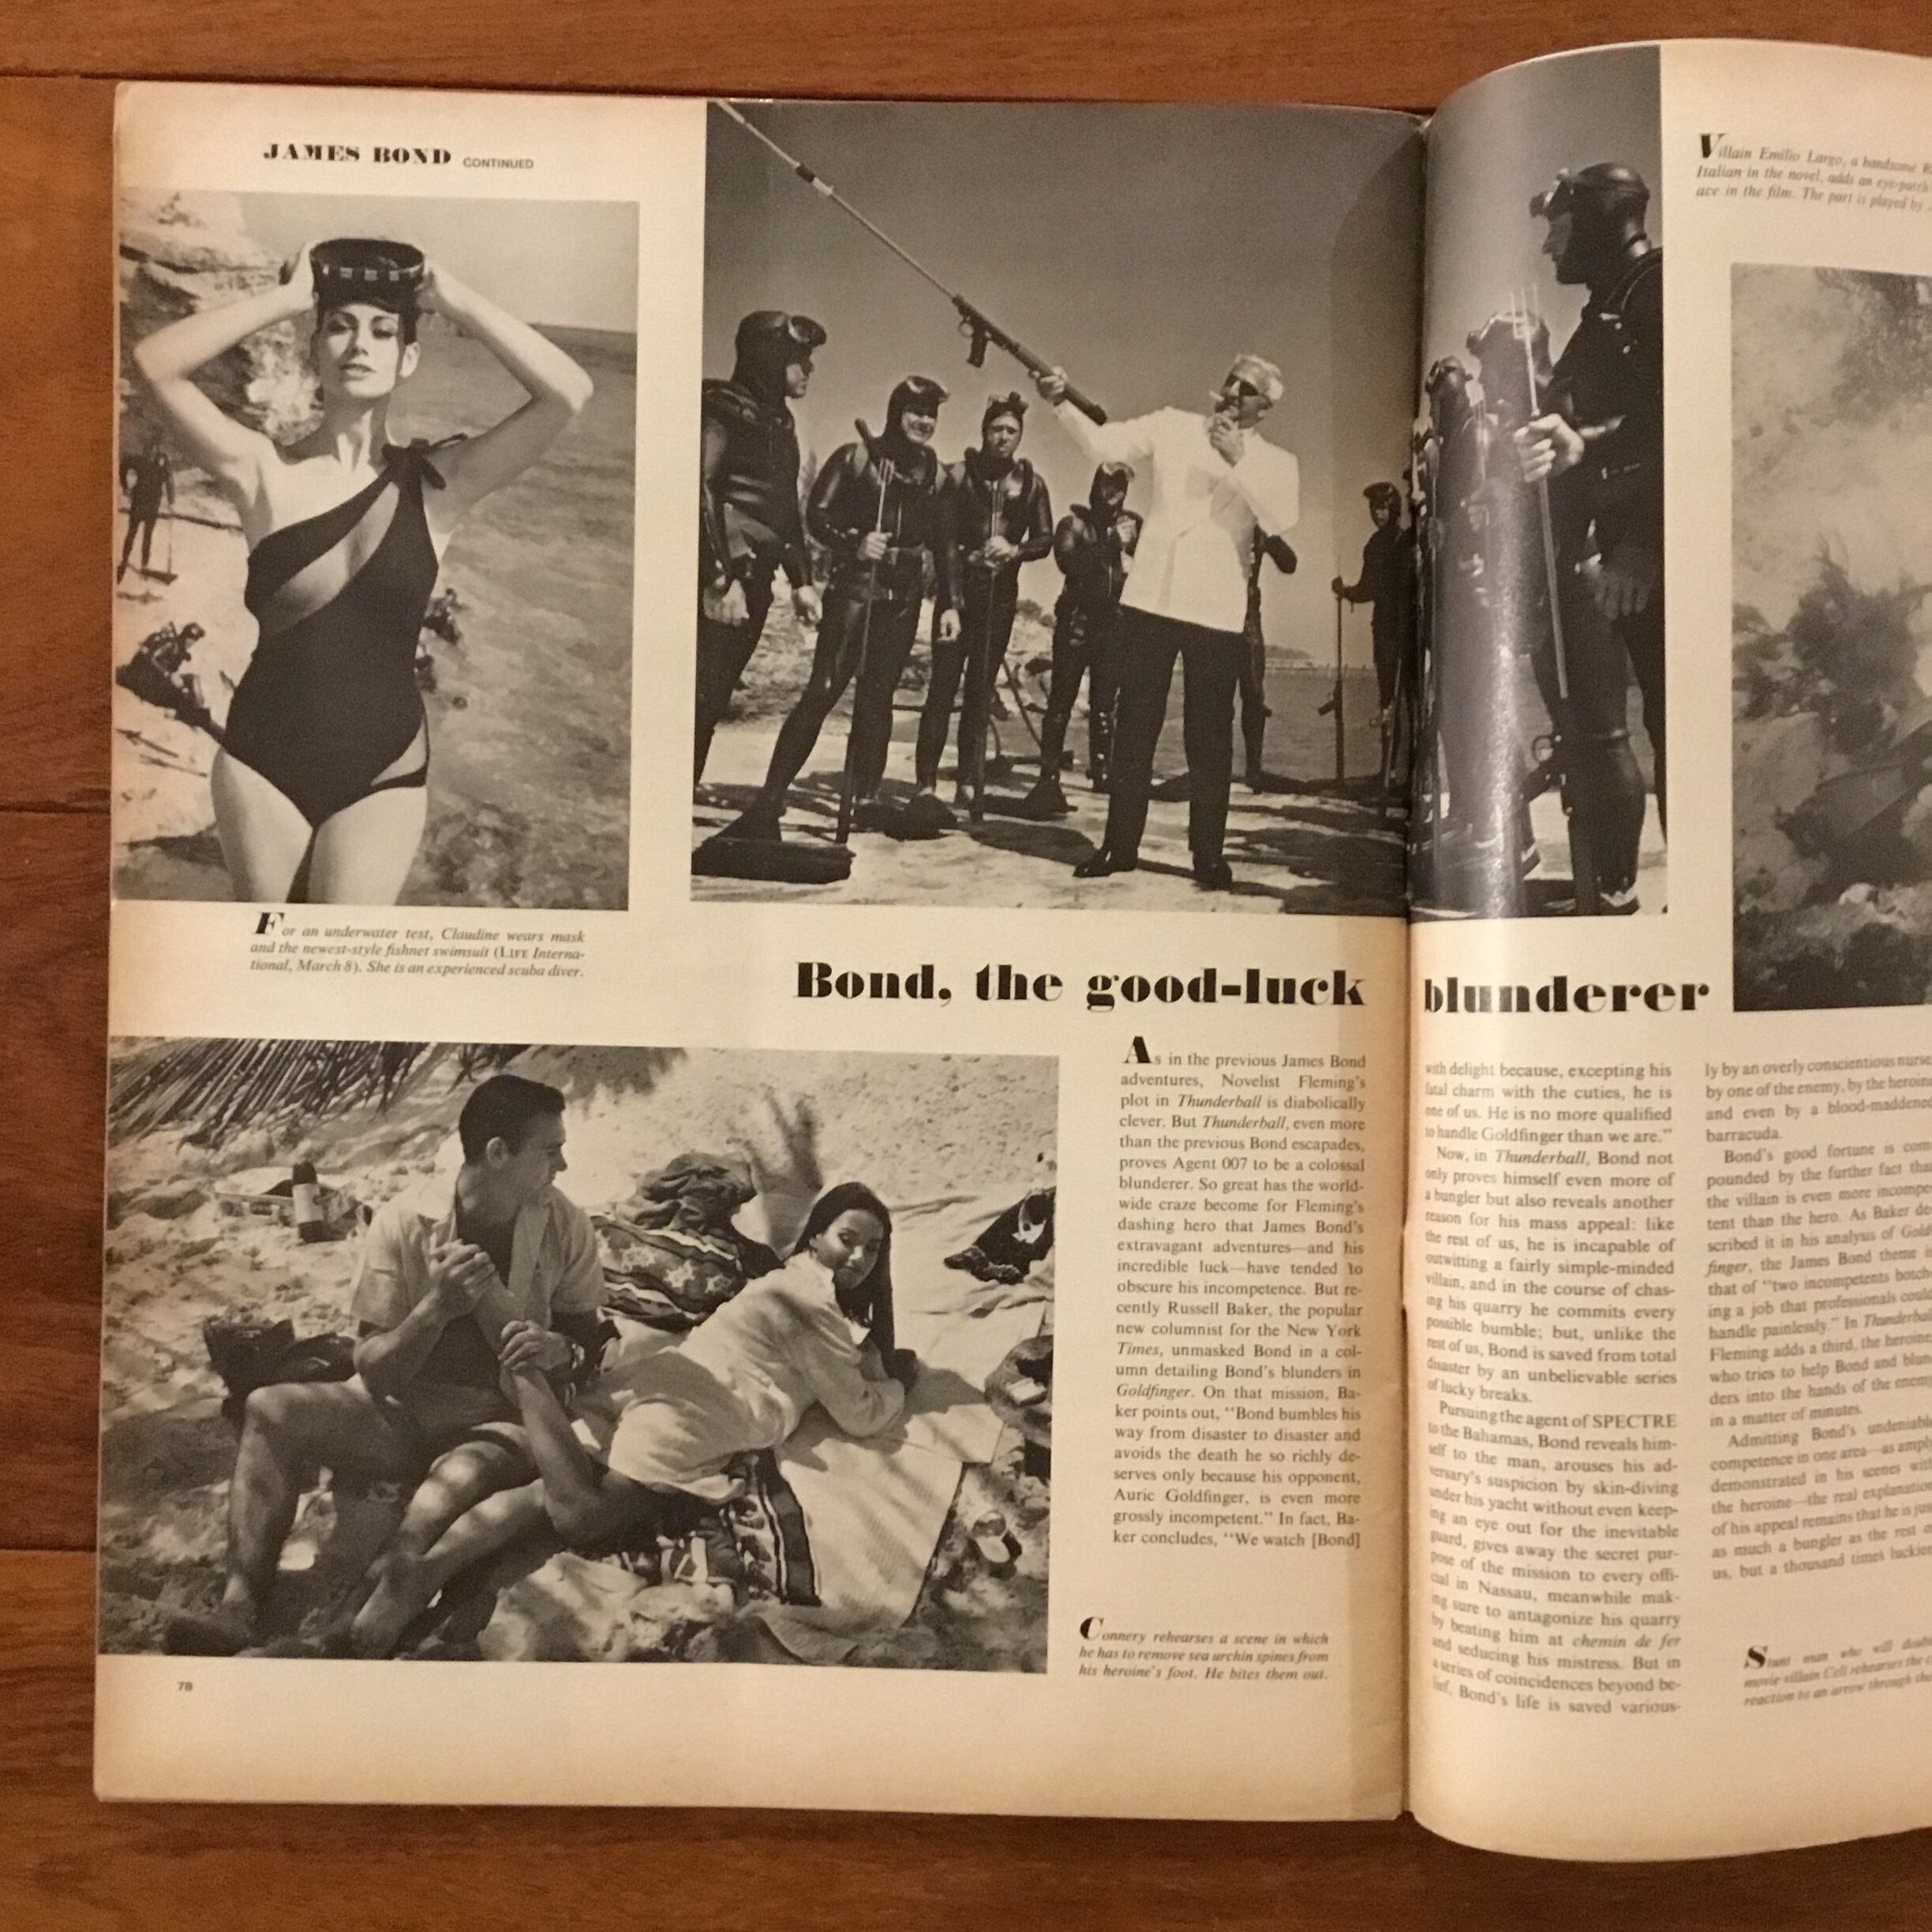 JAMES BOND CONTINUED
For an underwater test, Claudine wears mask
and the newest-style fishnet swimsuit (LIFE Interna-
tional, March 8). She is an experienced scuba diver.
Villain Emilio Largo, a handsome
Italian in the novel, adds an eye-patch
ace in the film. The part is played by
Bond, the good-luck blunderer
As in the previous James Bond
adventures, Novelist Fleming's
plot in Thunderball is diabolically
clever. But Thunderball, even more
than the previous Bond escapades,
proves Agent 007 to be a colossal
blunderer. So great has the world-
wide craze become for Fleming's
dashing hero that James Bond's
extravagant adventures—and his
incredible luck—have tended to
obscure his incompetence. But re-
cently Russell Baker, the popular
new columnist for the New York
Times, unmasked Bond in a col-
umn detailing Bond's blunders in
Goldfinger. On that mission, Ba-
ker points out, "Bond bumbles his
way from disaster to disaster and
avoids the death he so richly de-
serves only because his opponent,
Auric Goldfinger, is even more
grossly incompetent." In fact, Ba-
ker concludes, "We watch [Bond]
with delight because, excepting his
fatal charm with the cuties, he is
one of us. He is no more qualified
to handle Goldfinger than we are."
Now, in Thunderball, Bond not
only proves himself even more of
a bungler but also reveals another
reason for his mass appeal: like
the rest of us, he is incapable of
outwitting a fairly simple-minded
villain, and in the course of chas-
ing his quarry he commits every
possible bumble; but, unlike the
rest of us, Bond is saved from total
disaster by an unbelievable series
of lucky breaks.
Pursuing the agent of SPECTRE
to the Bahamas, Bond reveals him-
self to the man, arouses his ad-
versary's suspicion by skin-diving
under his yacht without even keep-
ing an eye out for the inevitable
guard, gives away the secret pur-
pose of the mission to every offi-
cial in Nassau, meanwhile mak-
ing sure to antagonize his quarry
by beating him at chemin de fer
and seducing his mistress. But in
a series of coincidences beyond be-
lief, Bond's life is saved various-
ly by an overly conscientious nurse,
by one of the enemy, by the heroine
and even by a blood-maddened
barracuda.
Bond's good fortune is com-
pounded by the further fact that
the villain is even more incompe-
tent than the hero. As Baker de-
scribed it in his analysis of Gold-
finger, the James Bond theme is
that of "two incompetents botch-
ing a job that professionals could
handle painlessly." In Thunderball
Fleming adds a third, the heroine,
who tries to help Bond and blun-
ders into the hands of the enemy
in a matter of minutes.
Admitting Bond's undeniable
competence in one area—as amply
demonstrated in his scenes with
the heroine—the real explanation
of his appeal remains that he is just
as much a bungler as the rest of
us, but a thousand times luckier.
Connery rehearses a scene in which
he has to remove sea urchin spines from
his heroine's foot. He bites them out.
Stunt man who will
movie villain Celi rehearses the
reaction to an arrow through the
78